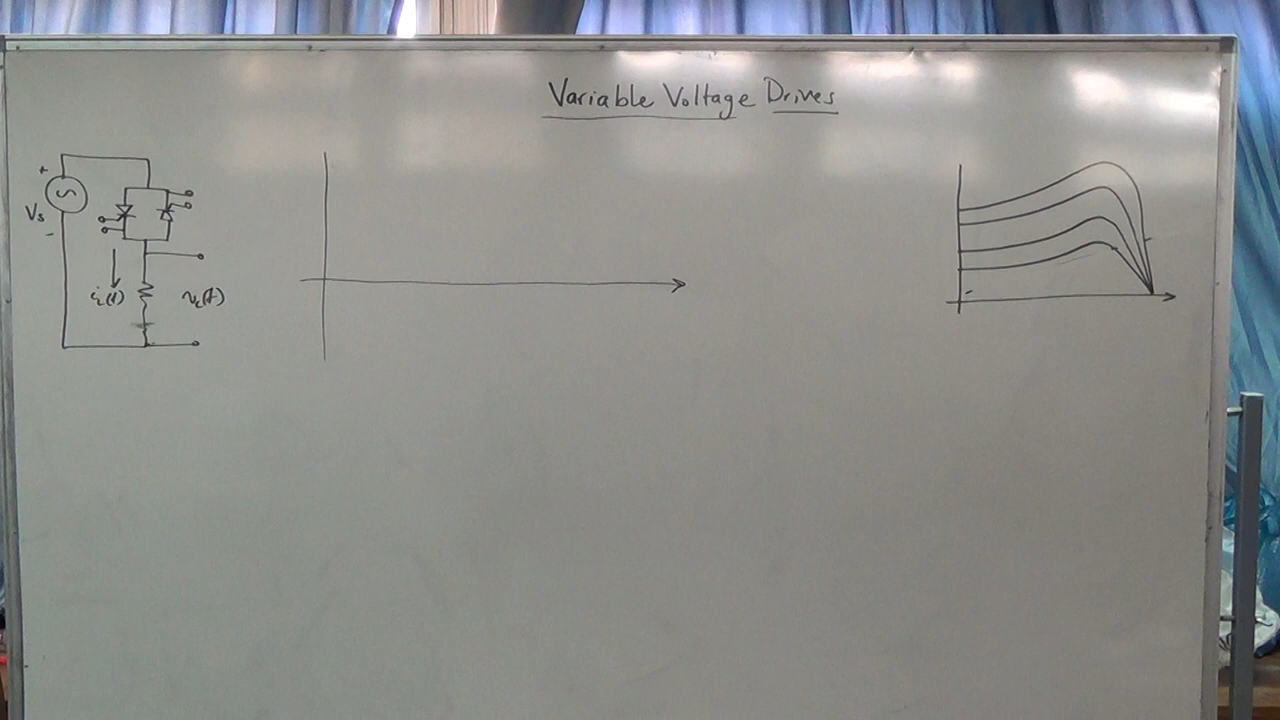 Variable Voltage Drives
+
Vs
-
iL(t)
vL(t)